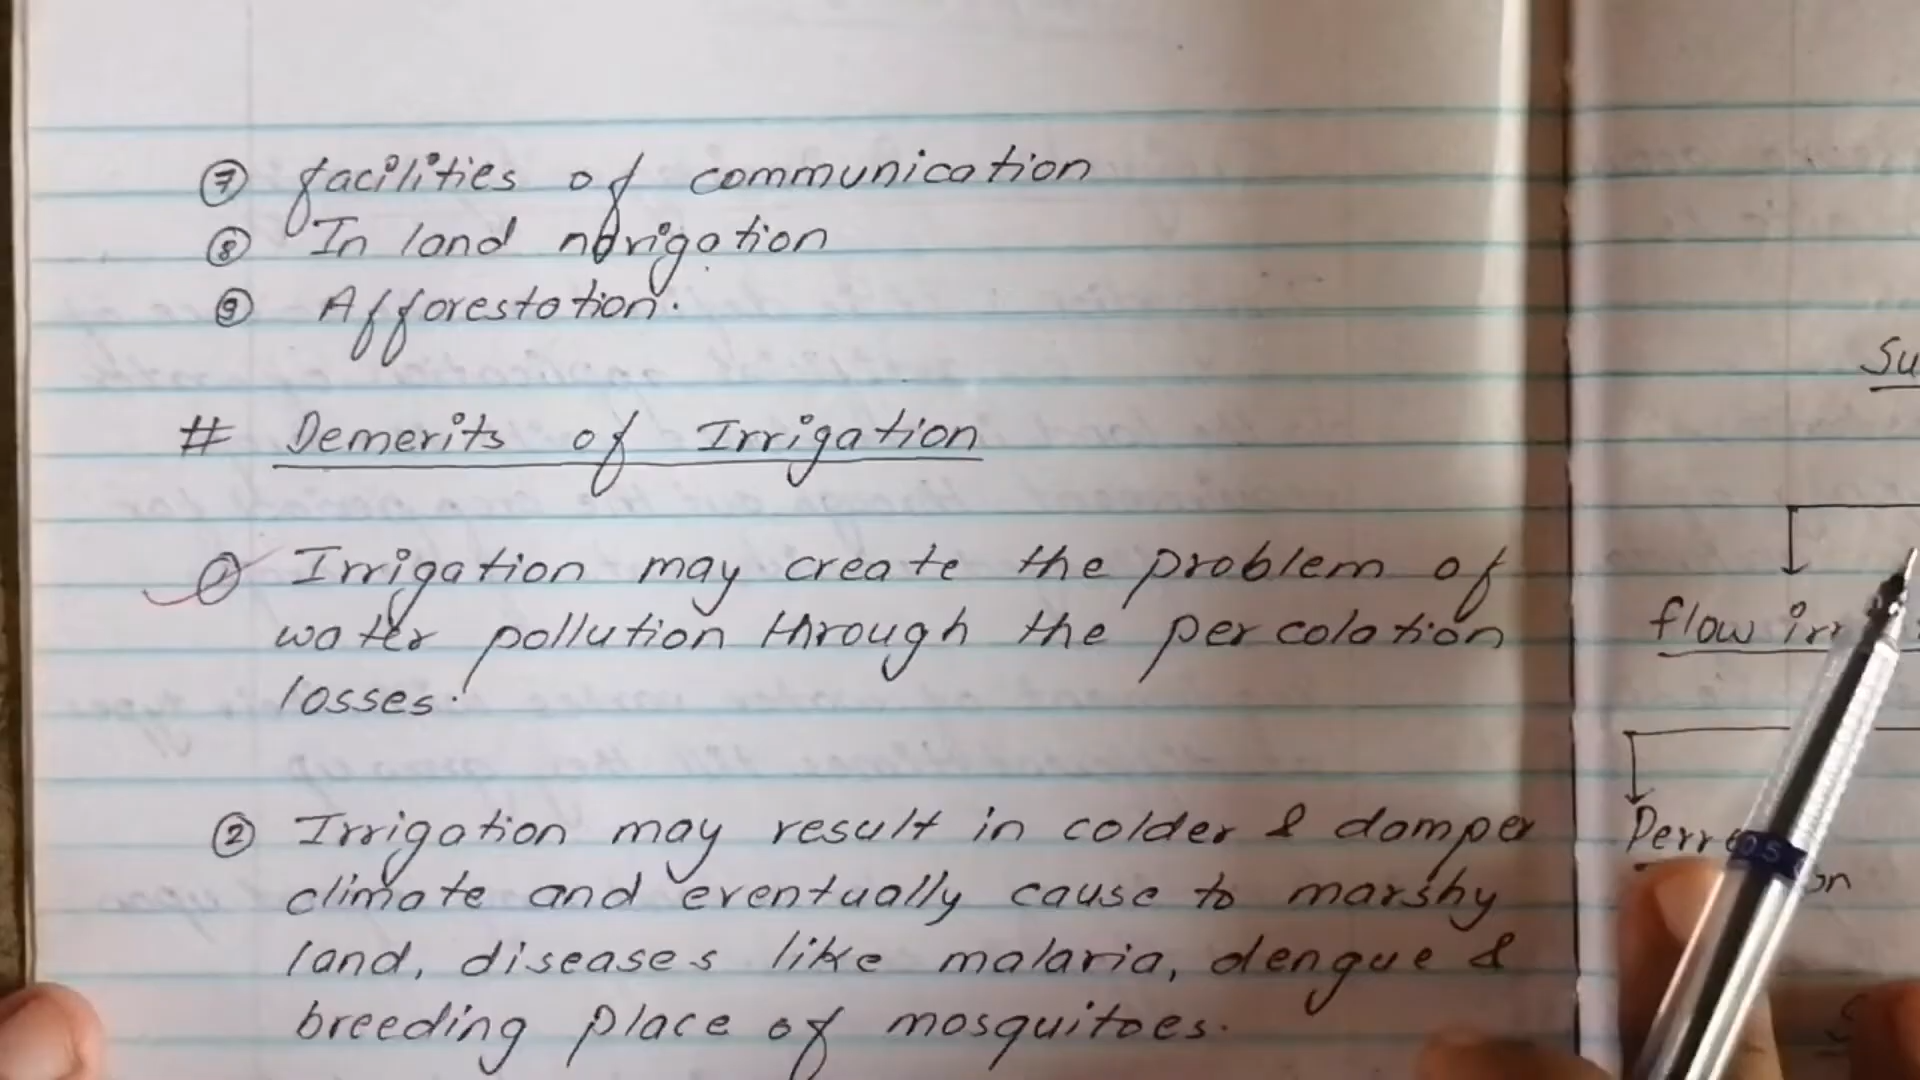 ⑦ facilities of communication
⑧ In land navigation
⑨ Afforestation.
# Demerits of Irrigation
① Irrigation may create the problem of
water pollution through the percolation
losses.
② Irrigation may result in colder & damper
climate and eventually cause to marshy
land, diseases like malaria, dengue &
breeding place of mosquitoes.
Su
flow irr